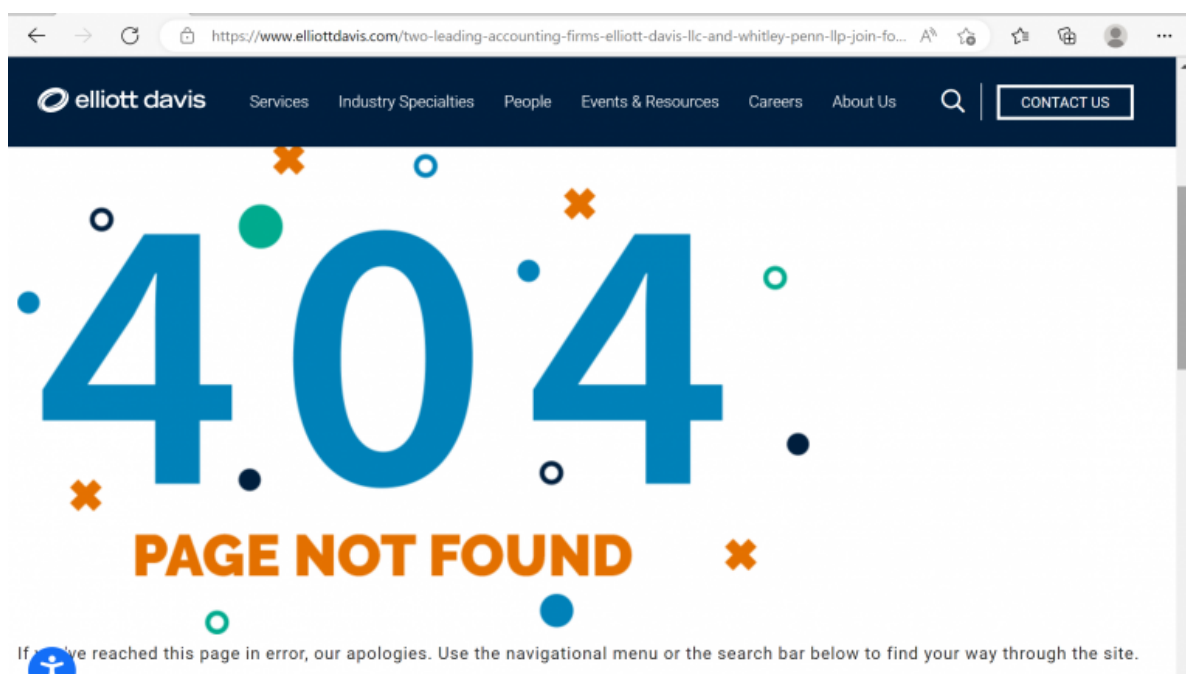 https://www.elliottdavis.com/two-leading-accounting-firms-elliott-davis-llc-and-whitley-penn-llp-join-fo...
elliott davis Services Industry Specialties People Events & Resources Careers About Us CONTACT US
404
PAGE NOT FOUND
If you've reached this page in error, our apologies. Use the navigational menu or the search bar below to find your way through the site.